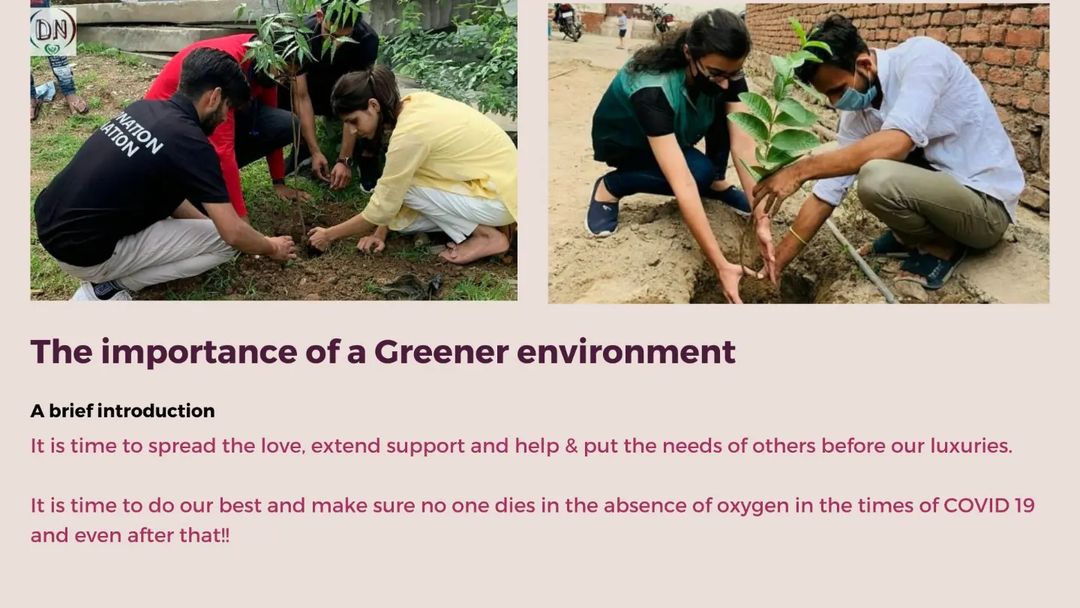 DN
NATION
The importance of a Greener environment
A brief introduction
It is time to spread the love, extend support and help & put the needs of others before our luxuries.
It is time to do our best and make sure no one dies in the absence of oxygen in the times of COVID 19
and even after that!!